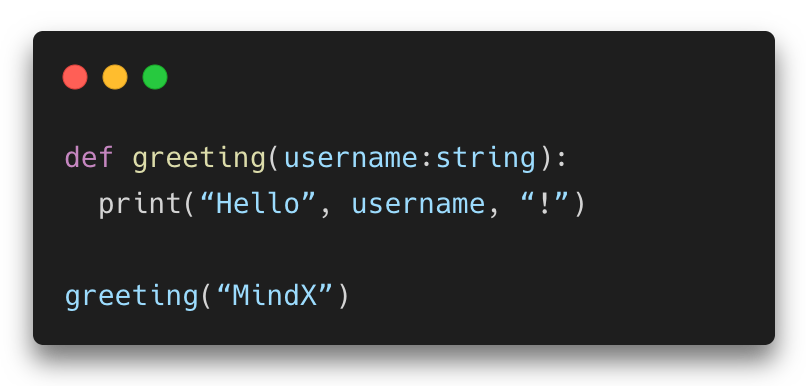 def greeting(username:string):
  print(“Hello”, username, “!”)
greeting(“MindX”)